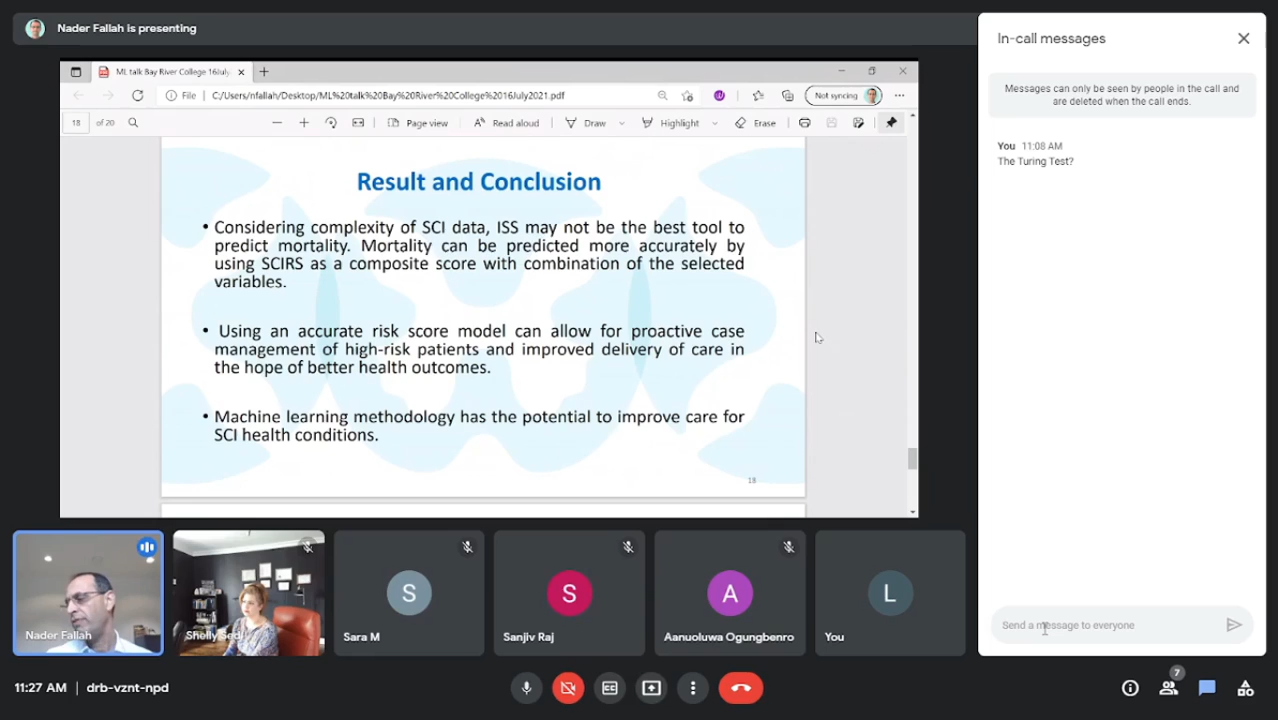 Nader Fallah is presenting
ML talk Bay River College 16July
File C:/Users/nfallah/Desktop/ML%20talk%20Bay%20River%20College%2016July2021.pdf Not syncing
18 of 20 Page view Read aloud Draw Highlight Erase
Result and Conclusion
• Considering complexity of SCI data, ISS may not be the best tool to
predict mortality. Mortality can be predicted more accurately by
using SCIRS as a composite score with combination of the selected
variables.
• Using an accurate risk score model can allow for proactive case
management of high-risk patients and improved delivery of care in
the hope of better health outcomes.
• Machine learning methodology has the potential to improve care for
SCI health conditions.
18
In-call messages
Messages can only be seen by people in the call and
are deleted when the call ends.
You 11:08 AM
The Turing Test?
Send a message to everyone
S
S
A
L
Nader Fallah
Sara M
Sanjiv Raj
Aanuoluwa Ogungbenro
You
11:27 AM drb-vznt-npd
CC
7